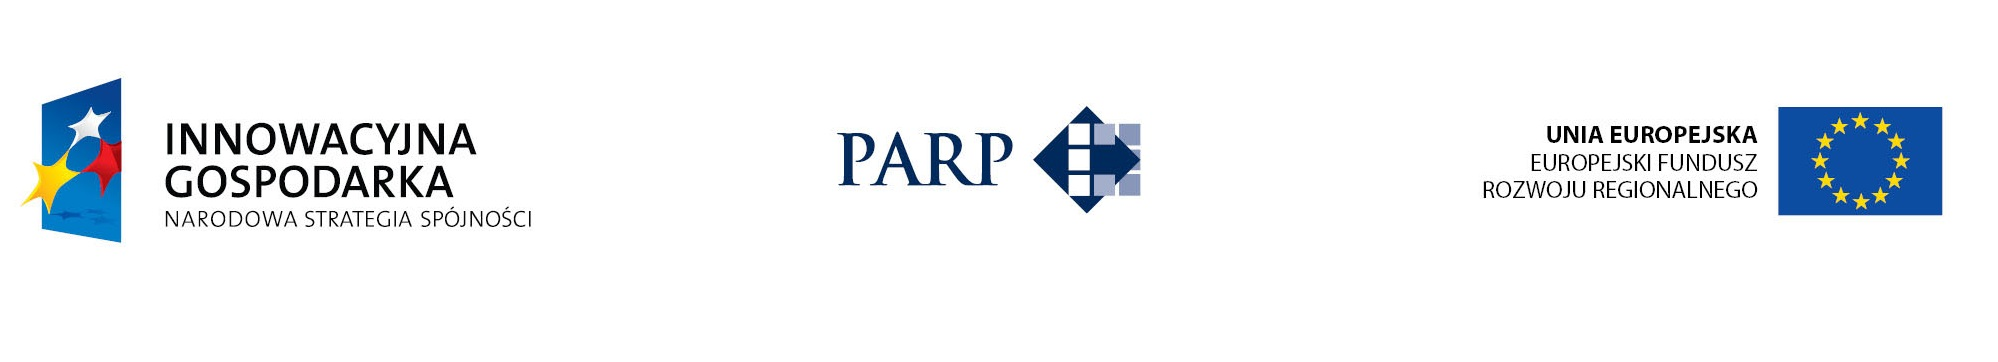 INNOWACYJNA
GOSPODARKA
NARODOWA STRATEGIA SPÓJNOŚCI
PARP
UNIA EUROPEJSKA
EUROPEJSKI FUNDUSZ
ROZWOJU REGIONALNEGO